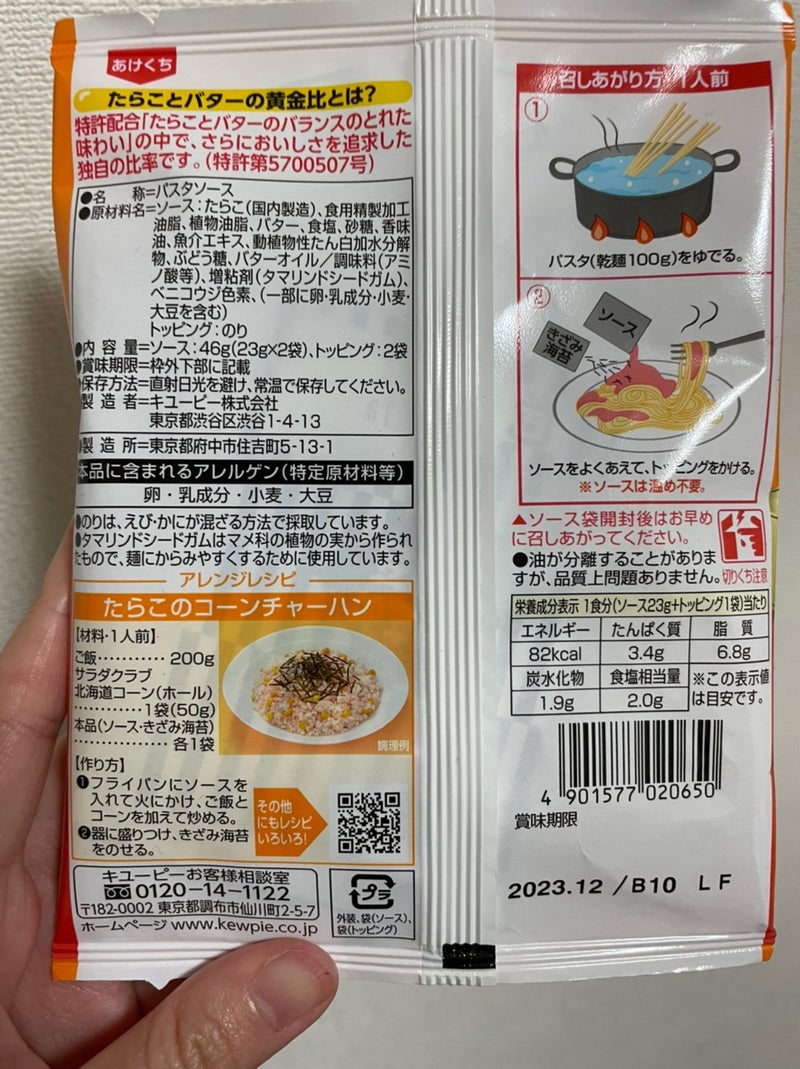 あけくち
たらことバターの黄金比とは?
特許配合「たらことバターのバランスのとれた
味わい」の中で、さらにおいしさを追求した
独自の比率です。(特許第5700507号)
●名 称=パスタソース
●原材料名=ソース:たらこ(国内製造)、食用精製加工
油脂、植物油脂、バター、食塩、砂糖、香味
油、魚介エキス、動植物性たん白加水分解
物、ぶどう糖、バターオイル/調味料(アミ
ノ酸等)、増粘剤(タマリンドシードガム)、
ベニコウジ色素、(一部に卵・乳成分・小麦・
大豆を含む)
トッピング:のり
●内 容 量=ソース:46g(23g×2袋)、トッピング:2袋
●賞味期限=枠外下部に記載
●保存方法=直射日光を避け、常温で保存してください。
●製 造 者=キユーピー株式会社
東京都渋谷区渋谷1-4-13
●製 造 所=東京都府中市住吉町5-13-1
本品に含まれるアレルゲン(特定原材料等)
卵・乳成分・小麦・大豆
●のりは、えび・かにが混ざる方法で採取しています。
●タマリンドシードガムはマメ科の植物の実から作られ
たもので、麺にからみやすくするために使用しています。
アレンジレシピ
たらこのコーンチャーハン
【材料・1人前】
ご飯………… 200g
サラダクラブ
北海道コーン(ホール)
…………1袋(50g)
本品(ソース・きざみ海苔)
…………各1袋
調理例
【作り方】
❶フライパンにソースを
入れて火にかけ、ご飯と
コーンを加えて炒める。
❷器に盛りつけ、きざみ海苔
をのせる。
その他
にもレシピ
いろいろ!
キユーピーお客様相談室
0120-14-1122
〒182-0002 東京都調布市仙川町2-5-7
ホームページ www.kewpie.co.jp
プラ
外装、袋(ソース)、
袋(トッピング)
召しあがり方 1人前
①
パスタ(乾麺100g)をゆでる。
②
ソース
きざみ
海苔
ソースをよくあえて、トッピングをかける。
※ソースは温め不要。
▲ソース袋開封後はお早め
に召しあがってください。
●油が分離することがありま
すが、品質上問題ありません。
切りくち注意
栄養成分表示 1食分(ソース23g+トッピング1袋)当たり
エネルギー たんぱく質 脂 質
82kcal 3.4g 6.8g
炭水化物 食塩相当量 ※この表示値
は目安です。
1.9g 2.0g
4 901577 020650
賞味期限
2023.12 /B10 LF